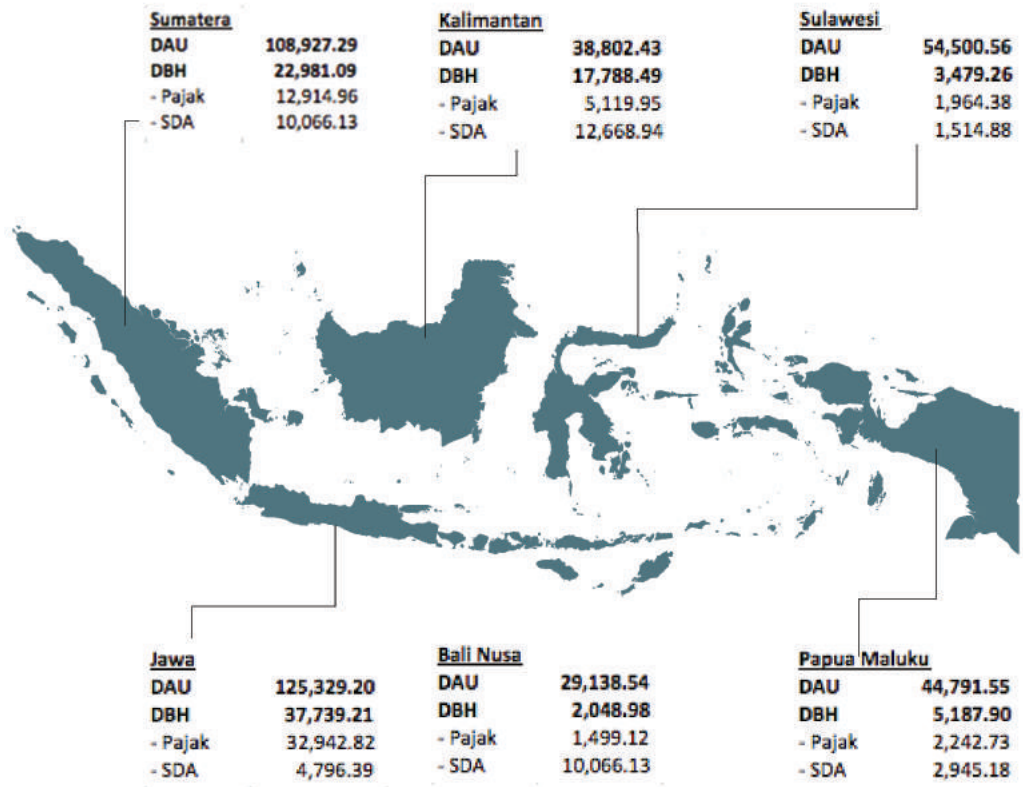 Sumatera
DAU 108,927.29
DBH 22,981.09
- Pajak 12,914.96
- SDA 10,066.13
Kalimantan
DAU 38,802.43
DBH 17,788.49
- Pajak 5,119.95
- SDA 12,668.94
Sulawesi
DAU 54,500.56
DBH 3,479.26
- Pajak 1,964.38
- SDA 1,514.88
Jawa
DAU 125,329.20
DBH 37,739.21
- Pajak 32,942.82
- SDA 4,796.39
Bali Nusa
DAU 29,138.54
DBH 2,048.98
- Pajak 1,499.12
- SDA 10,066.13
Papua Maluku
DAU 44,791.55
DBH 5,187.90
- Pajak 2,242.73
- SDA 2,945.18